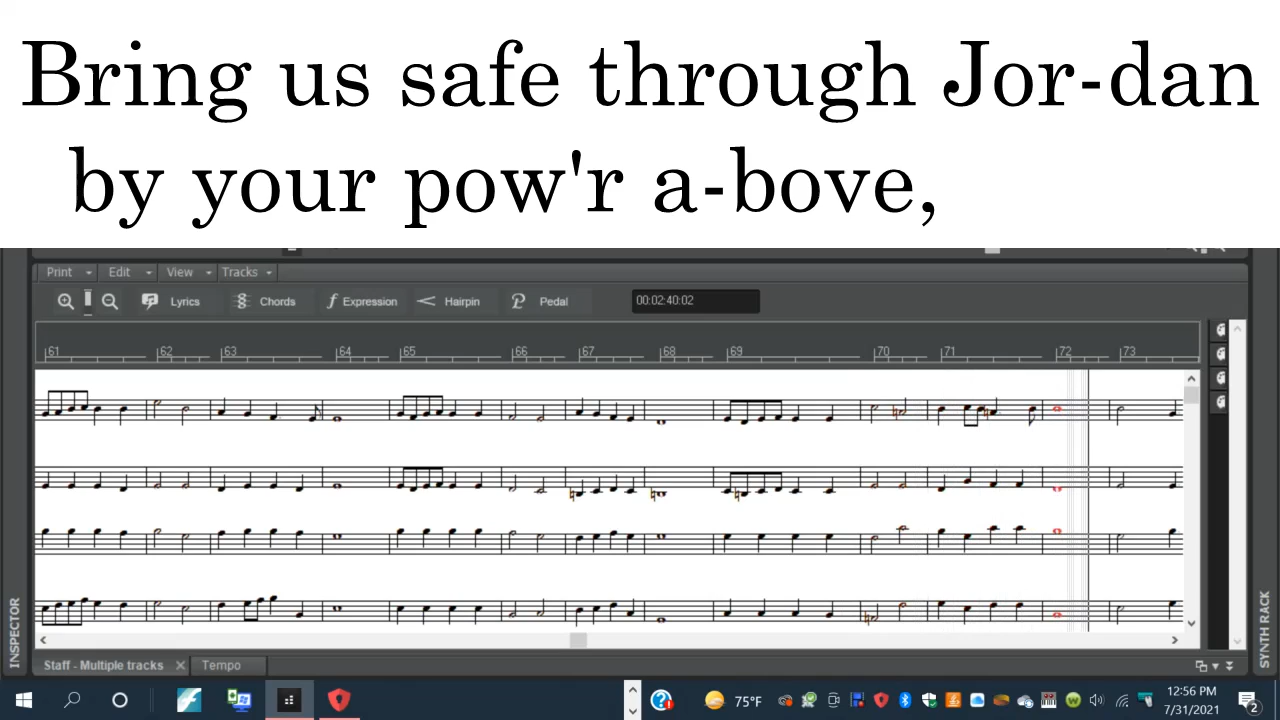 Bring us safe through Jor-dan
by your pow'r a-bove,
Print Edit View Tracks
Lyrics Chords Expression Hairpin Pedal 00:02:40:02
61 62 63 64 65 66 67 68 69 70 71 72 73
INSPECTOR
SYNTH RACK
Staff - Multiple tracks Tempo
75°F
12:56 PM
7/31/2021
2